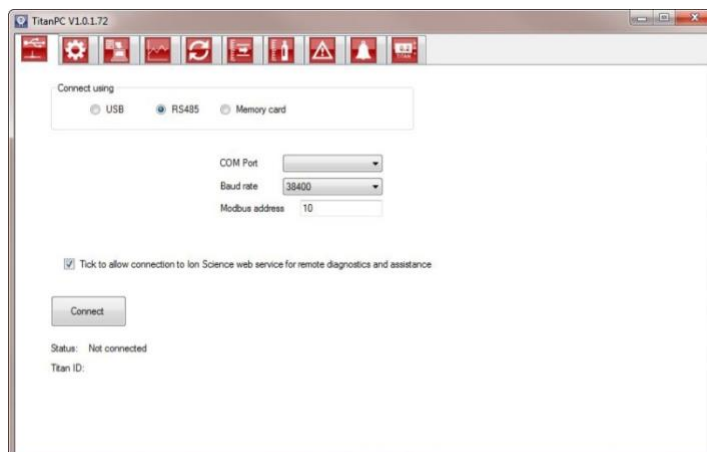 TitanPC V1.0.1.72
Connect using
USB RS485 Memory card
COM Port
Baud rate 38400
Modbus address 10
Tick to allow connection to Ion Science web service for remote diagnostics and assistance
Connect
Status: Not connected
Titan ID: